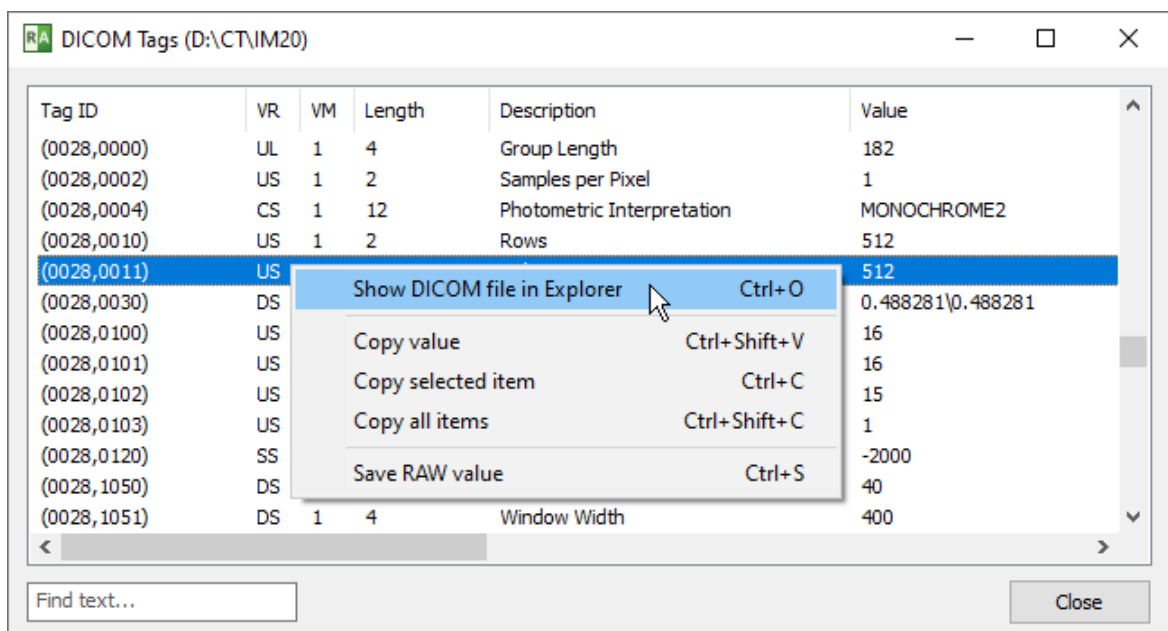 RA DICOM Tags (D:\CT\IM20)
Tag ID VR VM Length Description Value
(0028,0000) UL 1 4 Group Length 182
(0028,0002) US 1 2 Samples per Pixel 1
(0028,0004) CS 1 12 Photometric Interpretation MONOCHROME2
(0028,0010) US 1 2 Rows 512
(0028,0011) US 512
Show DICOM file in Explorer Ctrl+O
(0028,0030) DS 0.488281\0.488281
(0028,0100) US 16
Copy value Ctrl+Shift+V
(0028,0101) US 16
Copy selected item Ctrl+C
(0028,0102) US 15
Copy all items Ctrl+Shift+C
(0028,0103) US 1
(0028,0120) SS -2000
Save RAW value Ctrl+S
(0028,1050) DS 40
(0028,1051) DS 1 4 Window Width 400
Find text...
Close